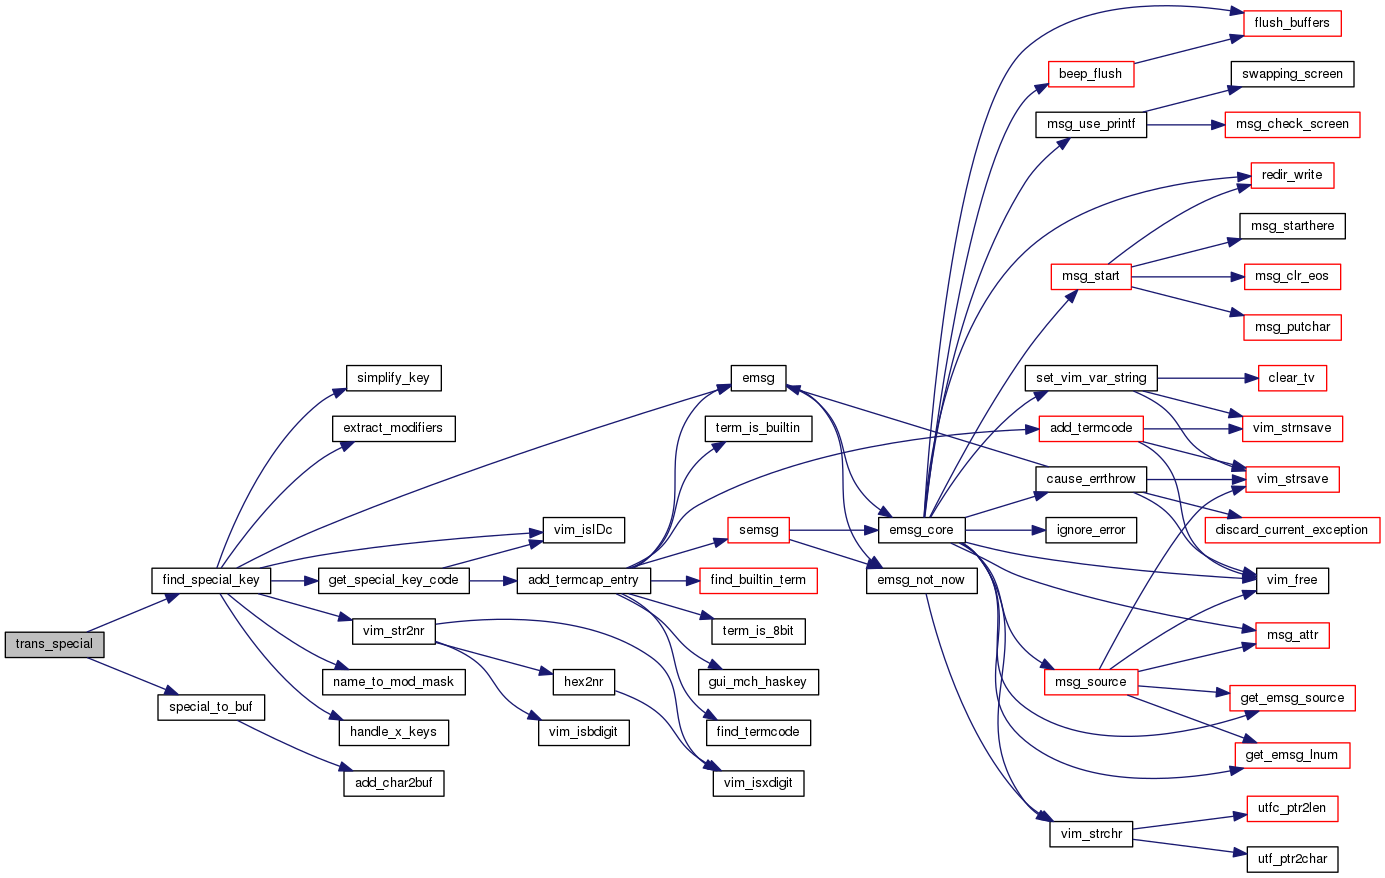 trans_special
find_special_key
special_to_buf
simplify_key
extract_modifiers
get_special_key_code
vim_str2nr
name_to_mod_mask
handle_x_keys
add_char2buf
vim_isIDc
add_termcap_entry
hex2nr
vim_isbdigit
emsg
term_is_builtin
semsg
find_builtin_term
term_is_8bit
gui_mch_haskey
find_termcode
vim_isxdigit
emsg_core
emsg_not_now
beep_flush
msg_use_printf
msg_start
set_vim_var_string
add_termcode
cause_errthrow
ignore_error
msg_source
vim_strchr
flush_buffers
swapping_screen
msg_check_screen
redir_write
msg_starthere
msg_clr_eos
msg_putchar
clear_tv
vim_strnsave
vim_strsave
discard_current_exception
vim_free
msg_attr
get_emsg_source
get_emsg_lnum
utfc_ptr2len
utf_ptr2char